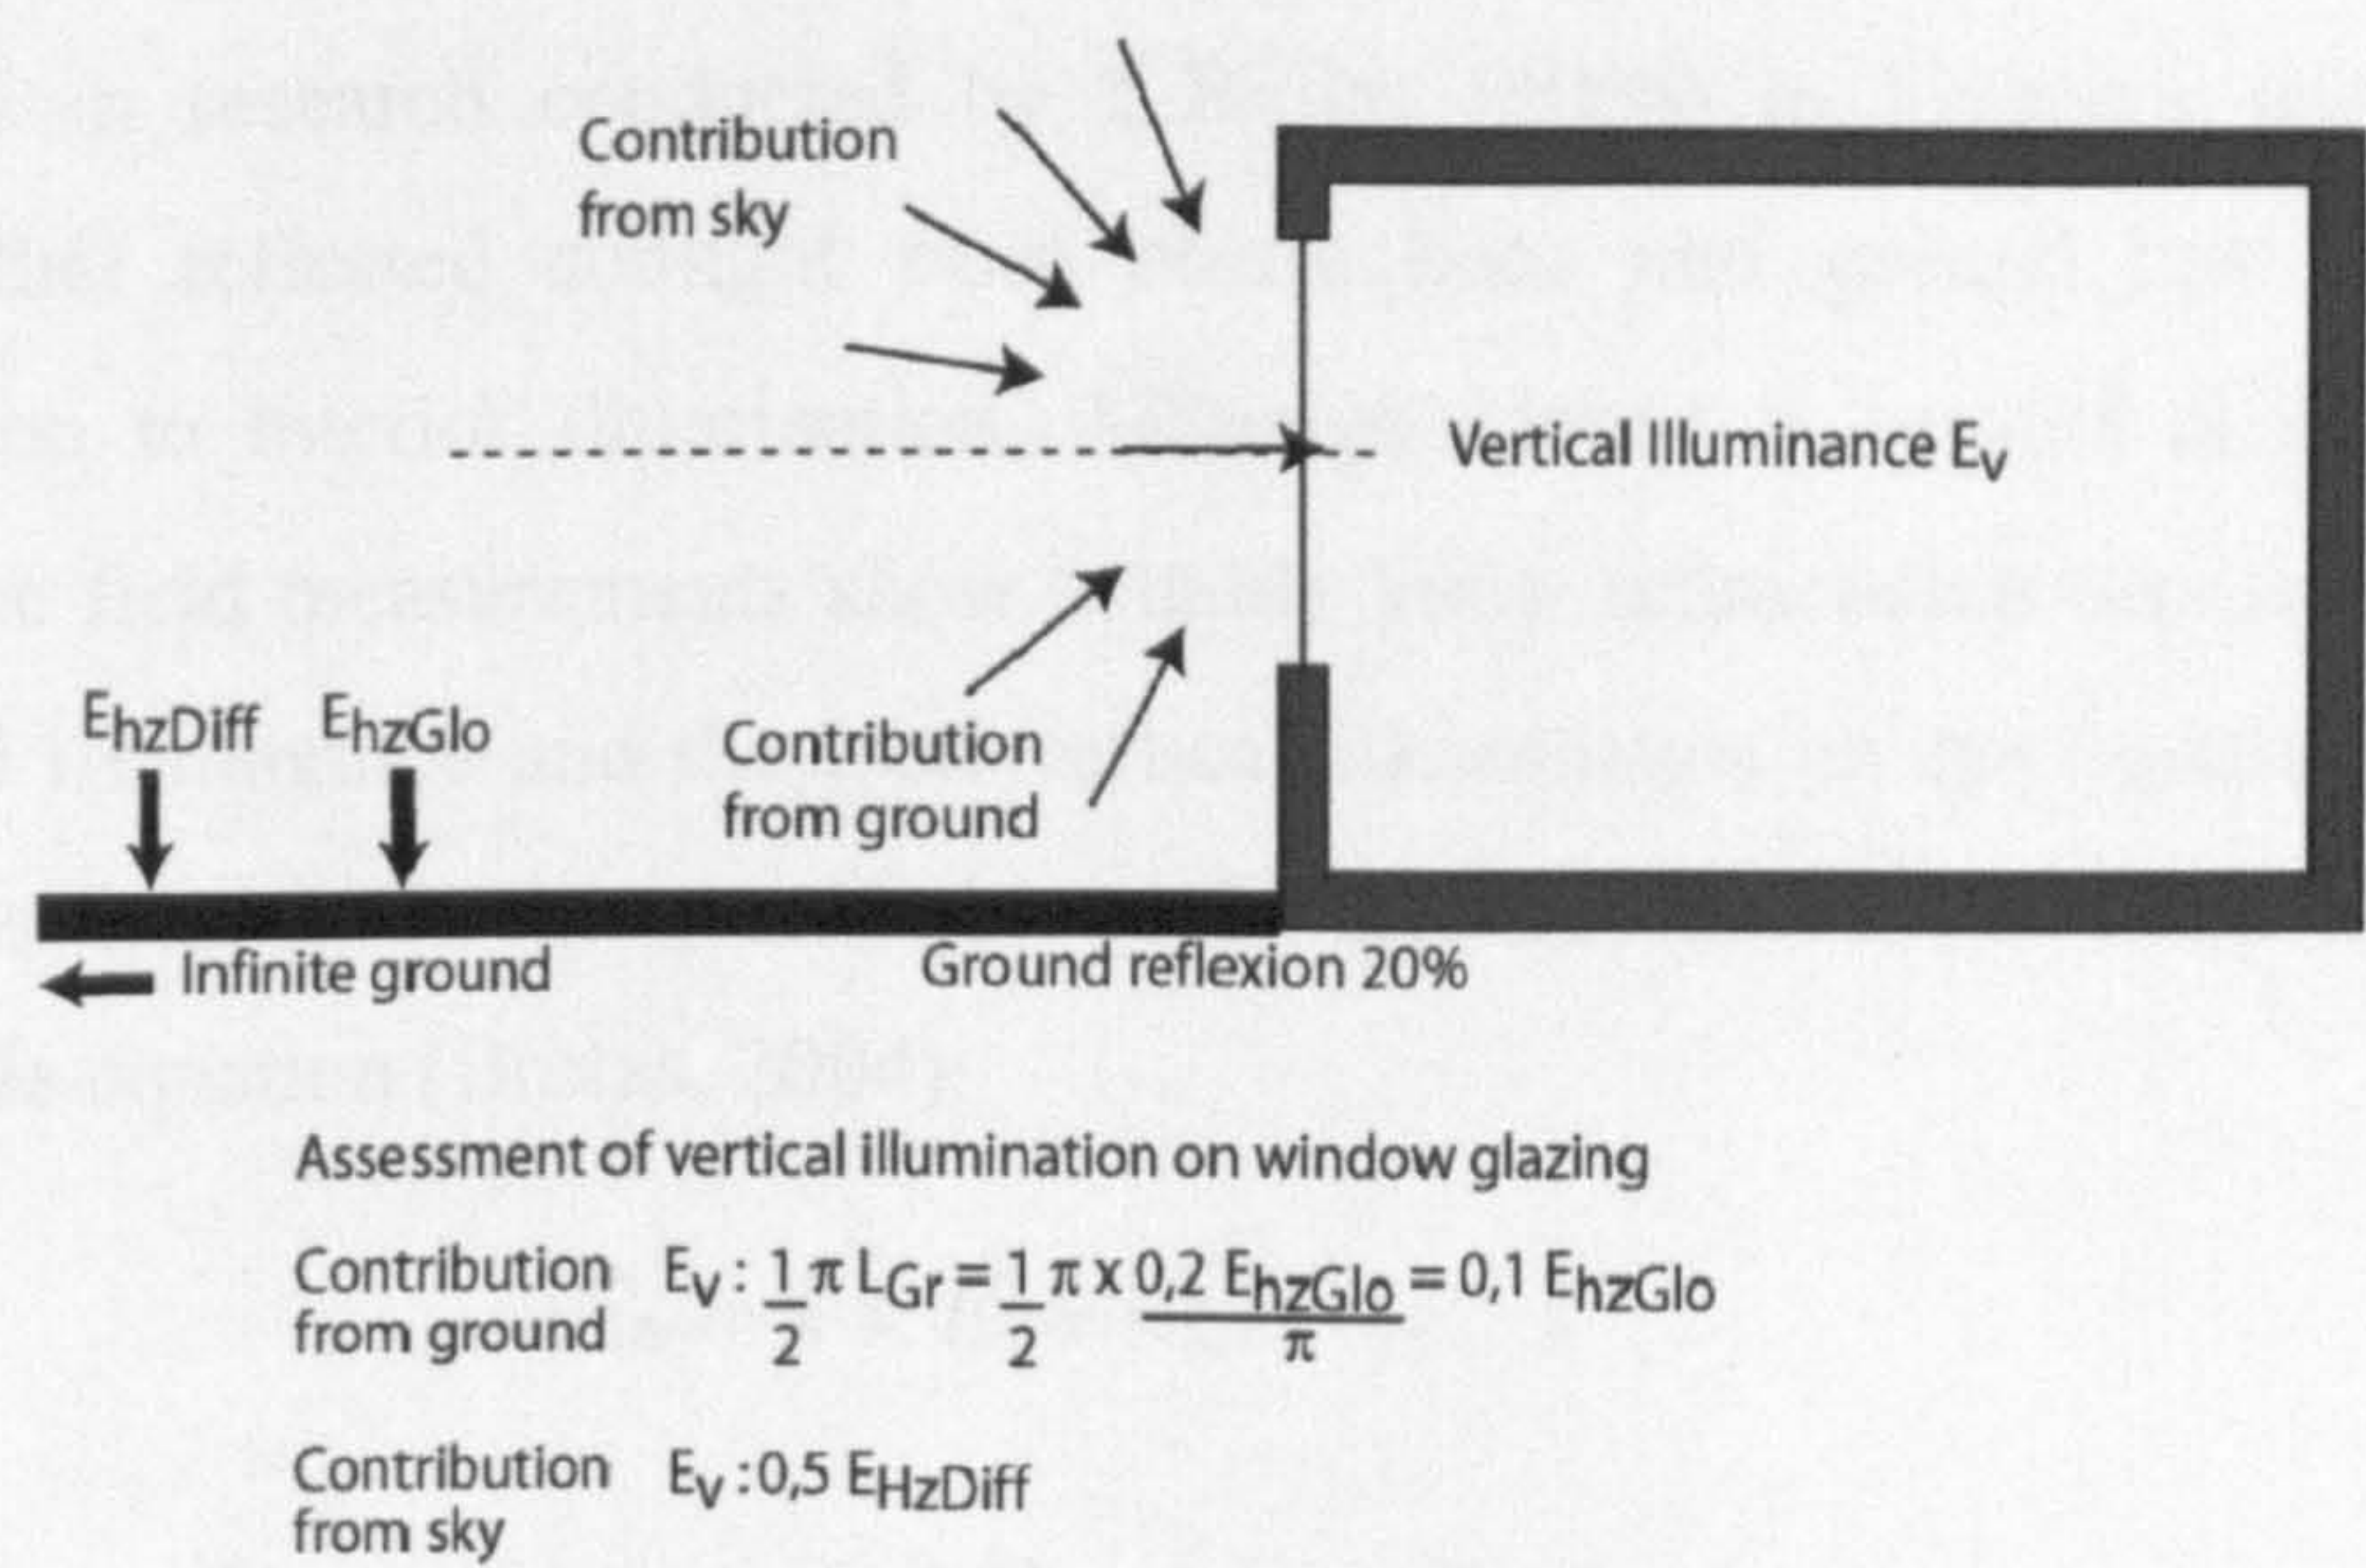 Contribution
from sky
Vertical Illuminance Ev
EhzDiff EhzGlo
Contribution
from ground
Infinite ground
Ground reflexion 20%
Assessment of vertical illumination on window glazing
Contribution
from ground
Ev : 1/2 π LGr = 1/2 π x 0,2 EhzGlo/π = 0,1 EhzGlo
Contribution
from sky
Ev :0,5 EHzDiff